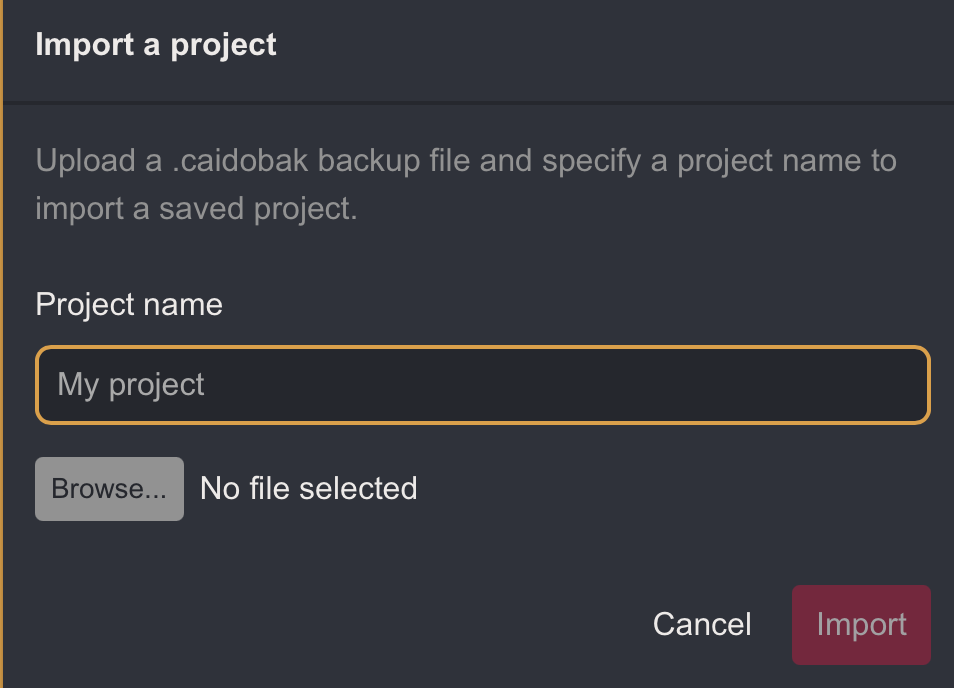 Import a project
Upload a .caidobak backup file and specify a project name to
import a saved project.
Project name
My project
Browse... No file selected
Cancel Import